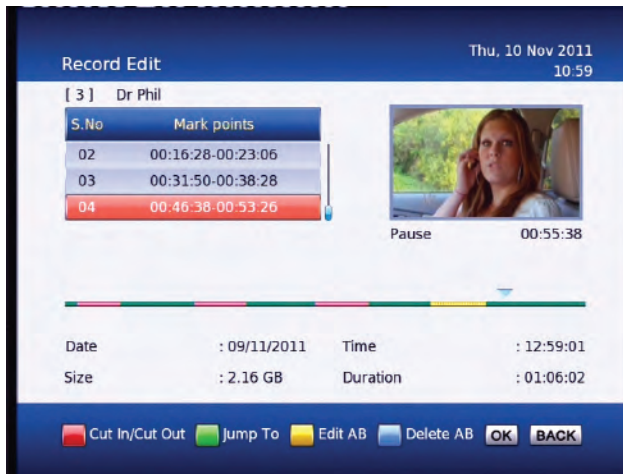 Record Edit
Thu, 10 Nov 2011
10:59
[ 3 ] Dr Phil
S.No Mark points
02 00:16:28-00:23:06
03 00:31:50-00:38:28
04 00:46:38-00:53:26
Pause 00:55:38
Date : 09/11/2011 Time : 12:59:01
Size : 2.16 GB Duration : 01:06:02
Cut In/Cut Out Jump To Edit AB Delete AB OK BACK